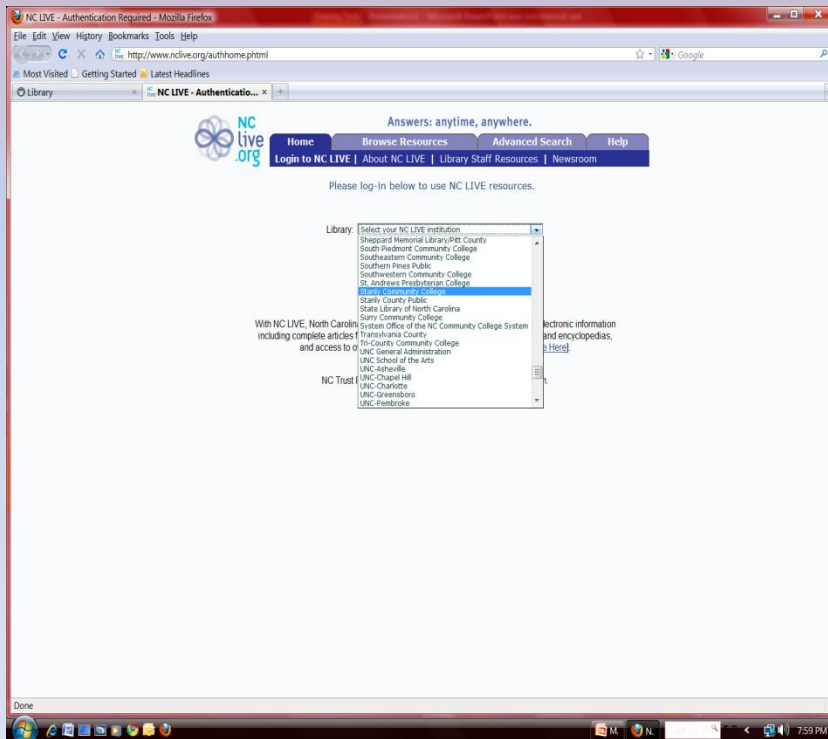 NC LIVE - Authentication Required - Mozilla Firefox
File Edit View History Bookmarks Tools Help
http://www.nclive.org/authhome.phtml
Google
Most Visited Getting Started Latest Headlines
Library
NC LIVE - Authenticatio...
NC
live
.org
Answers: anytime, anywhere.
Home Browse Resources Advanced Search Help
Login to NC LIVE | About NC LIVE | Library Staff Resources | Newsroom
Please log-in below to use NC LIVE resources.
Library: Select your NC LIVE institution
Sheppard Memorial Library/Pitt County
South Piedmont Community College
Southeastern Community College
Southern Pines Public
Southwestern Community College
St. Andrews Presbyterian College
Stanly Community College
Stanly County Public
State Library of North Carolina
Surry Community College
System Office of the NC Community College System
Transylvania County
Tri-County Community College
UNC General Administration
UNC School of the Arts
UNC-Asheville
UNC-Chapel Hill
UNC-Charlotte
UNC-Greensboro
UNC-Pembroke
With NC LIVE, North Carolin lectronic information
including complete articles and encyclopedias,
and access to o Here].
NC Trust
Done
M. N. 7:59 PM